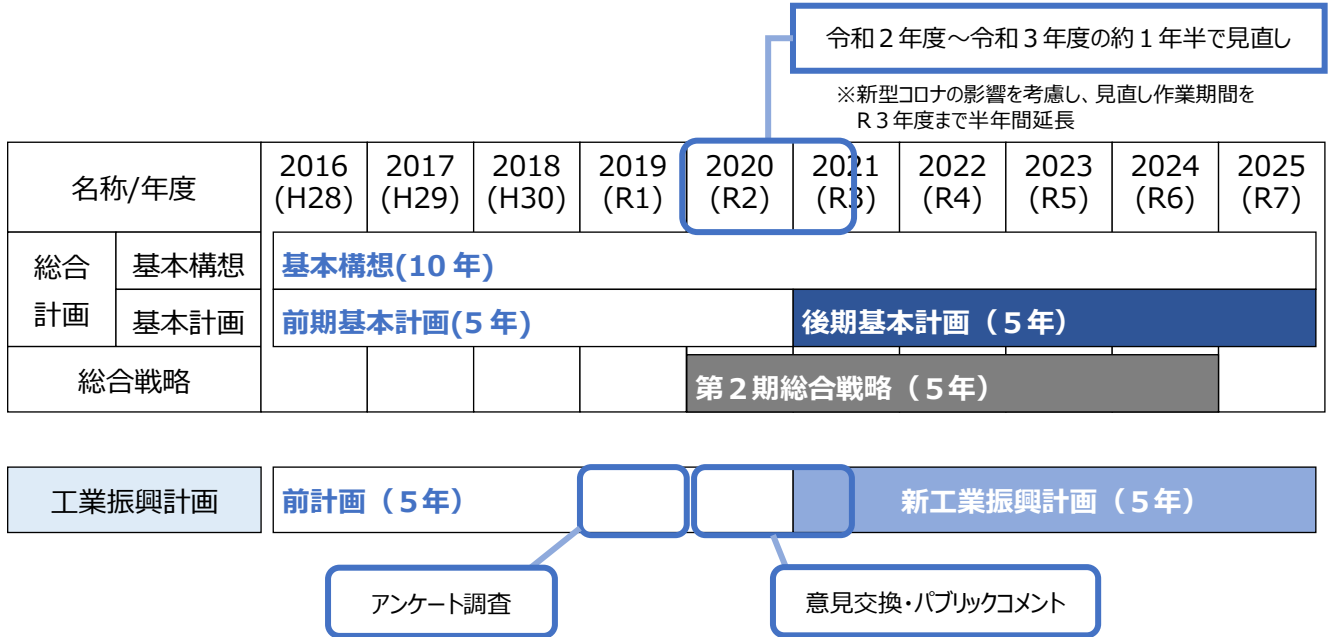 令和２年度～令和３年度の約１年半で見直し
※新型コロナの影響を考慮し、見直し作業期間を
Ｒ３年度まで半年間延長
名称/年度
2016 2017 2018 2019 2020 2021 2022 2023 2024 2025
(H28) (H29) (H30) (R1) (R2) (R3) (R4) (R5) (R6) (R7)
総合
計画
基本構想
基本構想(10 年)
基本計画
前期基本計画(5 年)
後期基本計画（５年）
総合戦略
第２期総合戦略（５年）
工業振興計画
前計画（５年）
新工業振興計画（５年）
アンケート調査
意見交換・パブリックコメント